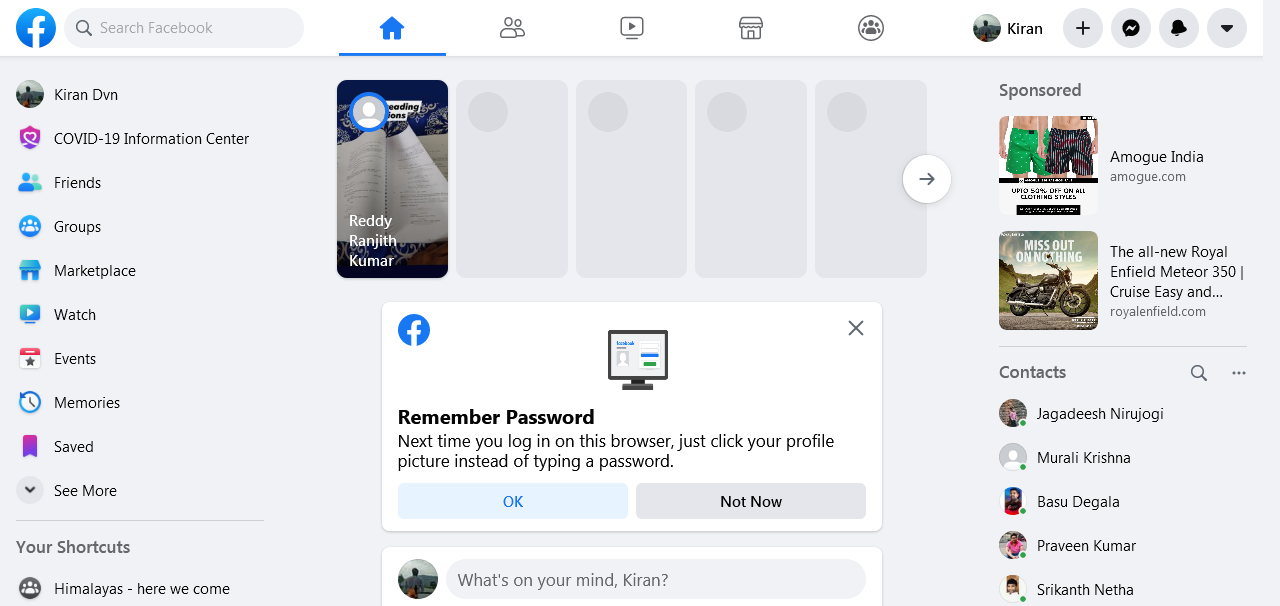 Search Facebook
Kiran
Kiran Dvn
COVID-19 Information Center
Friends
Groups
Marketplace
Watch
Events
Memories
Saved
See More
Your Shortcuts
Himalayas - here we come
Reddy
Ranjith
Kumar
Remember Password
Next time you log in on this browser, just click your profile
picture instead of typing a password.
OK
Not Now
What's on your mind, Kiran?
Sponsored
UPTO 50% OFF ON ALL
CLOTHING STYLES
Amogue India
amogue.com
MISS OUT
ON NOTHING
The all-new Royal
Enfield Meteor 350 |
Cruise Easy and...
royalenfield.com
Contacts
Jagadeesh Nirujogi
Murali Krishna
Basu Degala
Praveen Kumar
Srikanth Netha